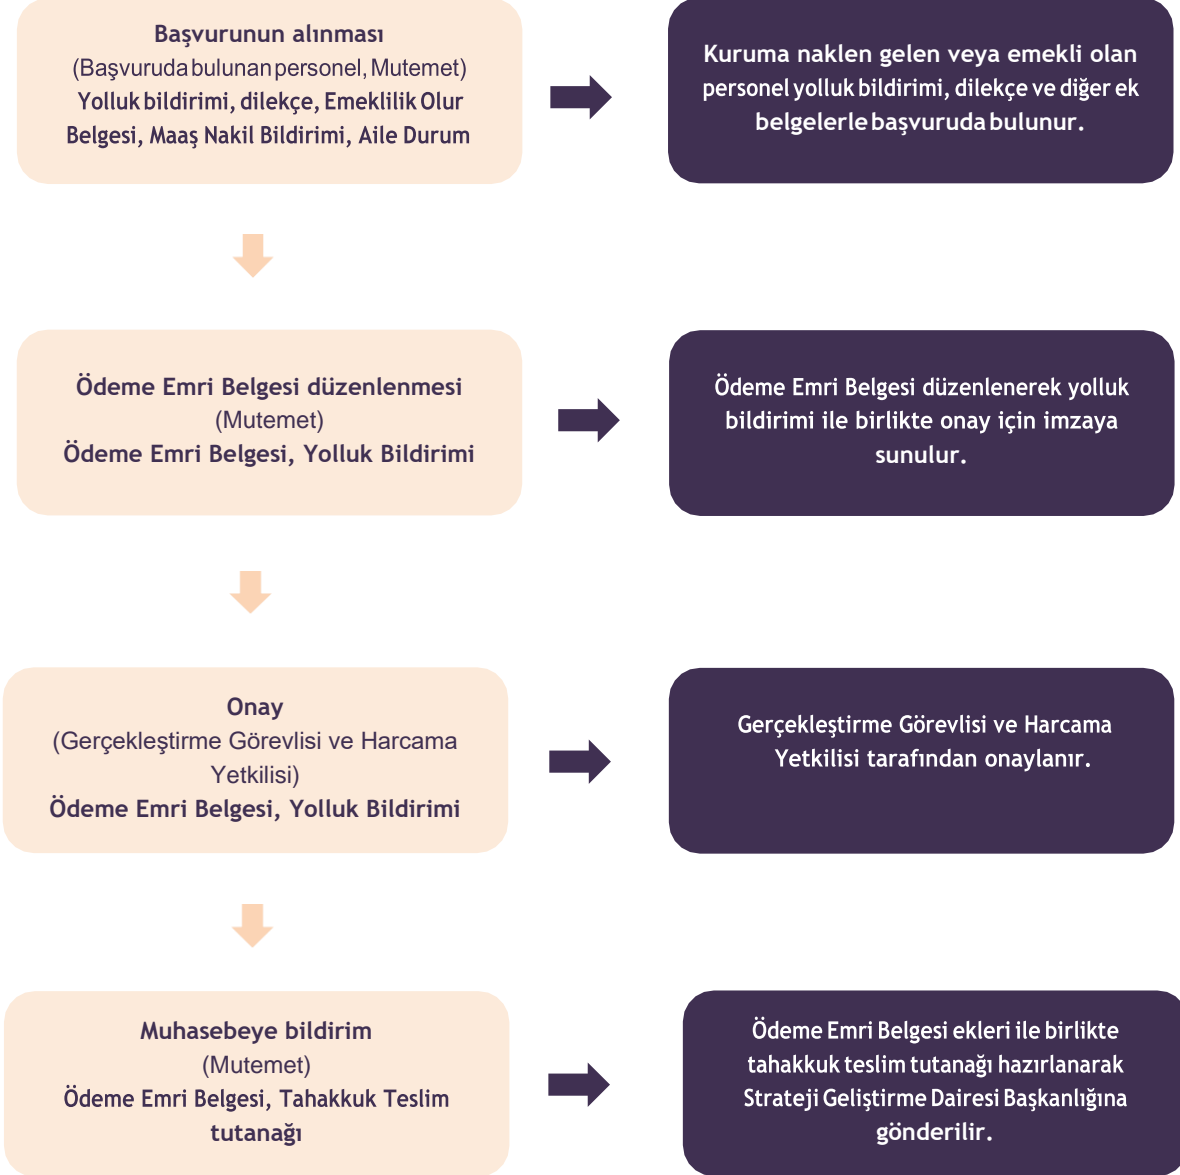 Başvurunun alınması
(Başvuruda bulunan personel, Mutemet)
Yolluk bildirimi, dilekçe, Emeklilik Olur
Belgesi, Maaş Nakil Bildirimi, Aile Durum
Kuruma naklen gelen veya emekli olan
personel yolluk bildirimi, dilekçe ve diğer ek
belgelerle başvuruda bulunur.
Ödeme Emri Belgesi düzenlenmesi
(Mutemet)
Ödeme Emri Belgesi, Yolluk Bildirimi
Ödeme Emri Belgesi düzenlenerek yolluk
bildirimi ile birlikte onay için imzaya
sunulur.
Onay
(Gerçekleştirme Görevlisi ve Harcama
Yetkilisi)
Ödeme Emri Belgesi, Yolluk Bildirimi
Gerçekleştirme Görevlisi ve Harcama
Yetkilisi tarafından onaylanır.
Muhasebeye bildirim
(Mutemet)
Ödeme Emri Belgesi, Tahakkuk Teslim
tutanağı
Ödeme Emri Belgesi ekleri ile birlikte
tahakkuk teslim tutanağı hazırlanarak
Strateji Geliştirme Dairesi Başkanlığına
gönderilir.